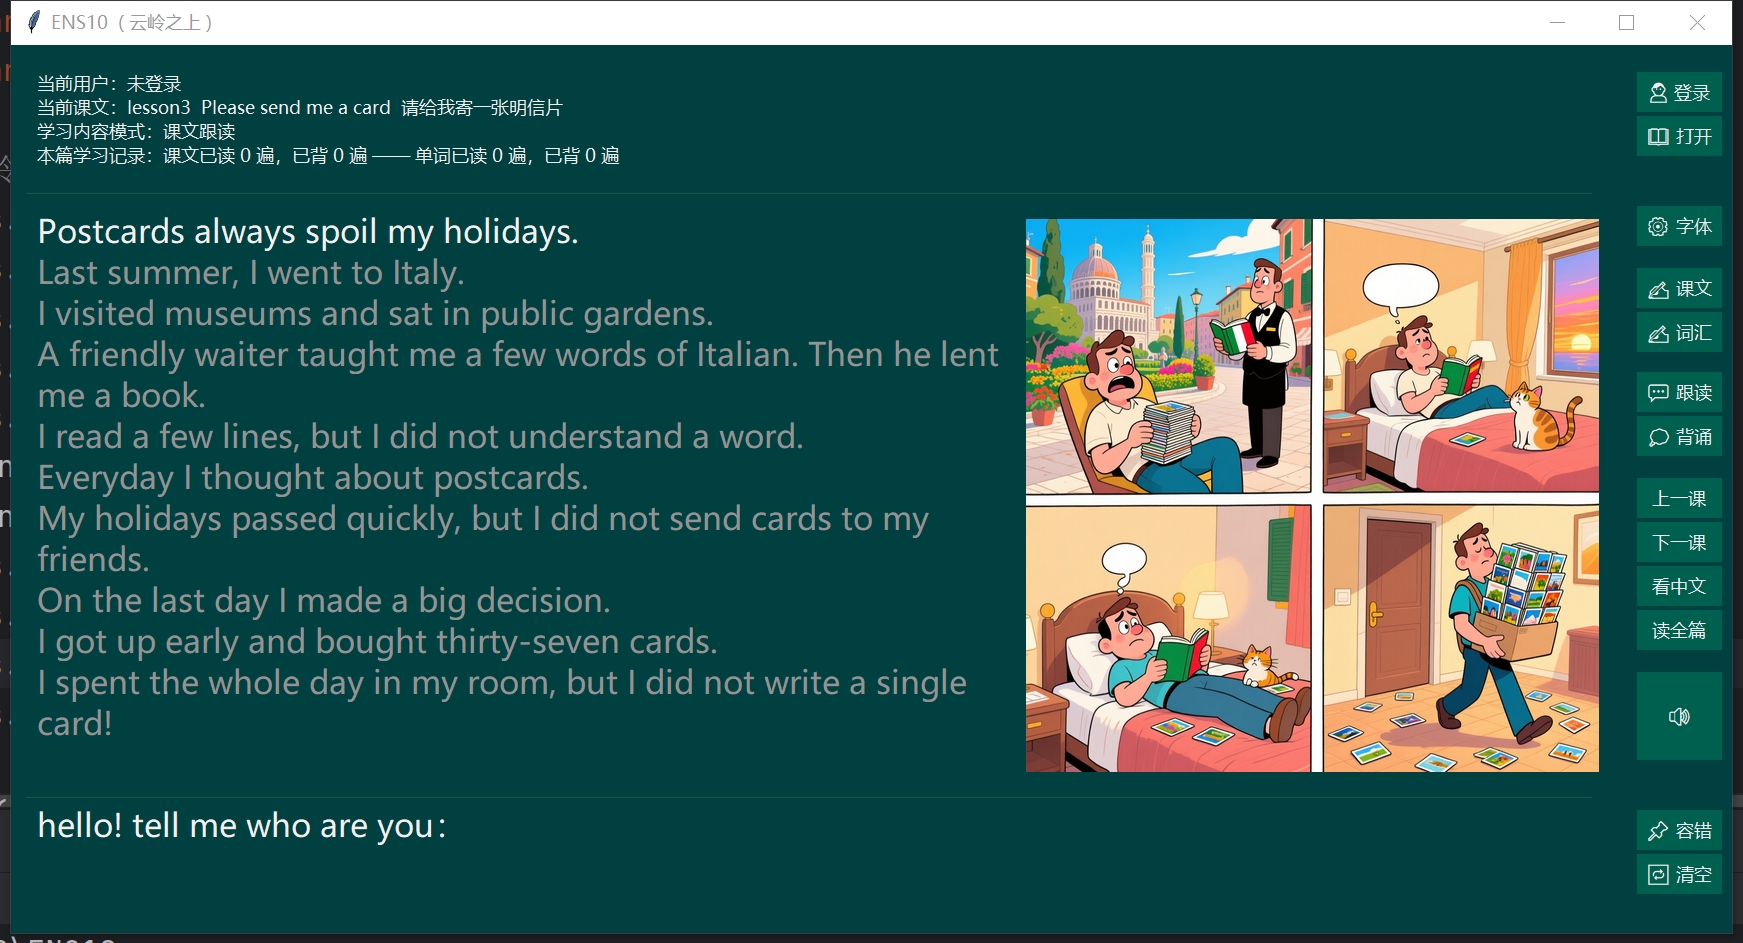 ENS10（云岭之上）
当前用户：未登录
当前课文：lesson3  Please send me a card  请给我寄一张明信片
学习内容模式：课文跟读
本篇学习记录：课文已读 0 遍，已背 0 遍 —— 单词已读 0 遍，已背 0 遍
登录
打开
Postcards always spoil my holidays.
Last summer, I went to Italy.
I visited museums and sat in public gardens.
A friendly waiter taught me a few words of Italian. Then he lent
me a book.
I read a few lines, but I did not understand a word.
Everyday I thought about postcards.
My holidays passed quickly, but I did not send cards to my
friends.
On the last day I made a big decision.
I got up early and bought thirty-seven cards.
I spent the whole day in my room, but I did not write a single
card!
字体
课文
词汇
跟读
背诵
上一课
下一课
看中文
读全篇
hello! tell me who are you：
容错
清空